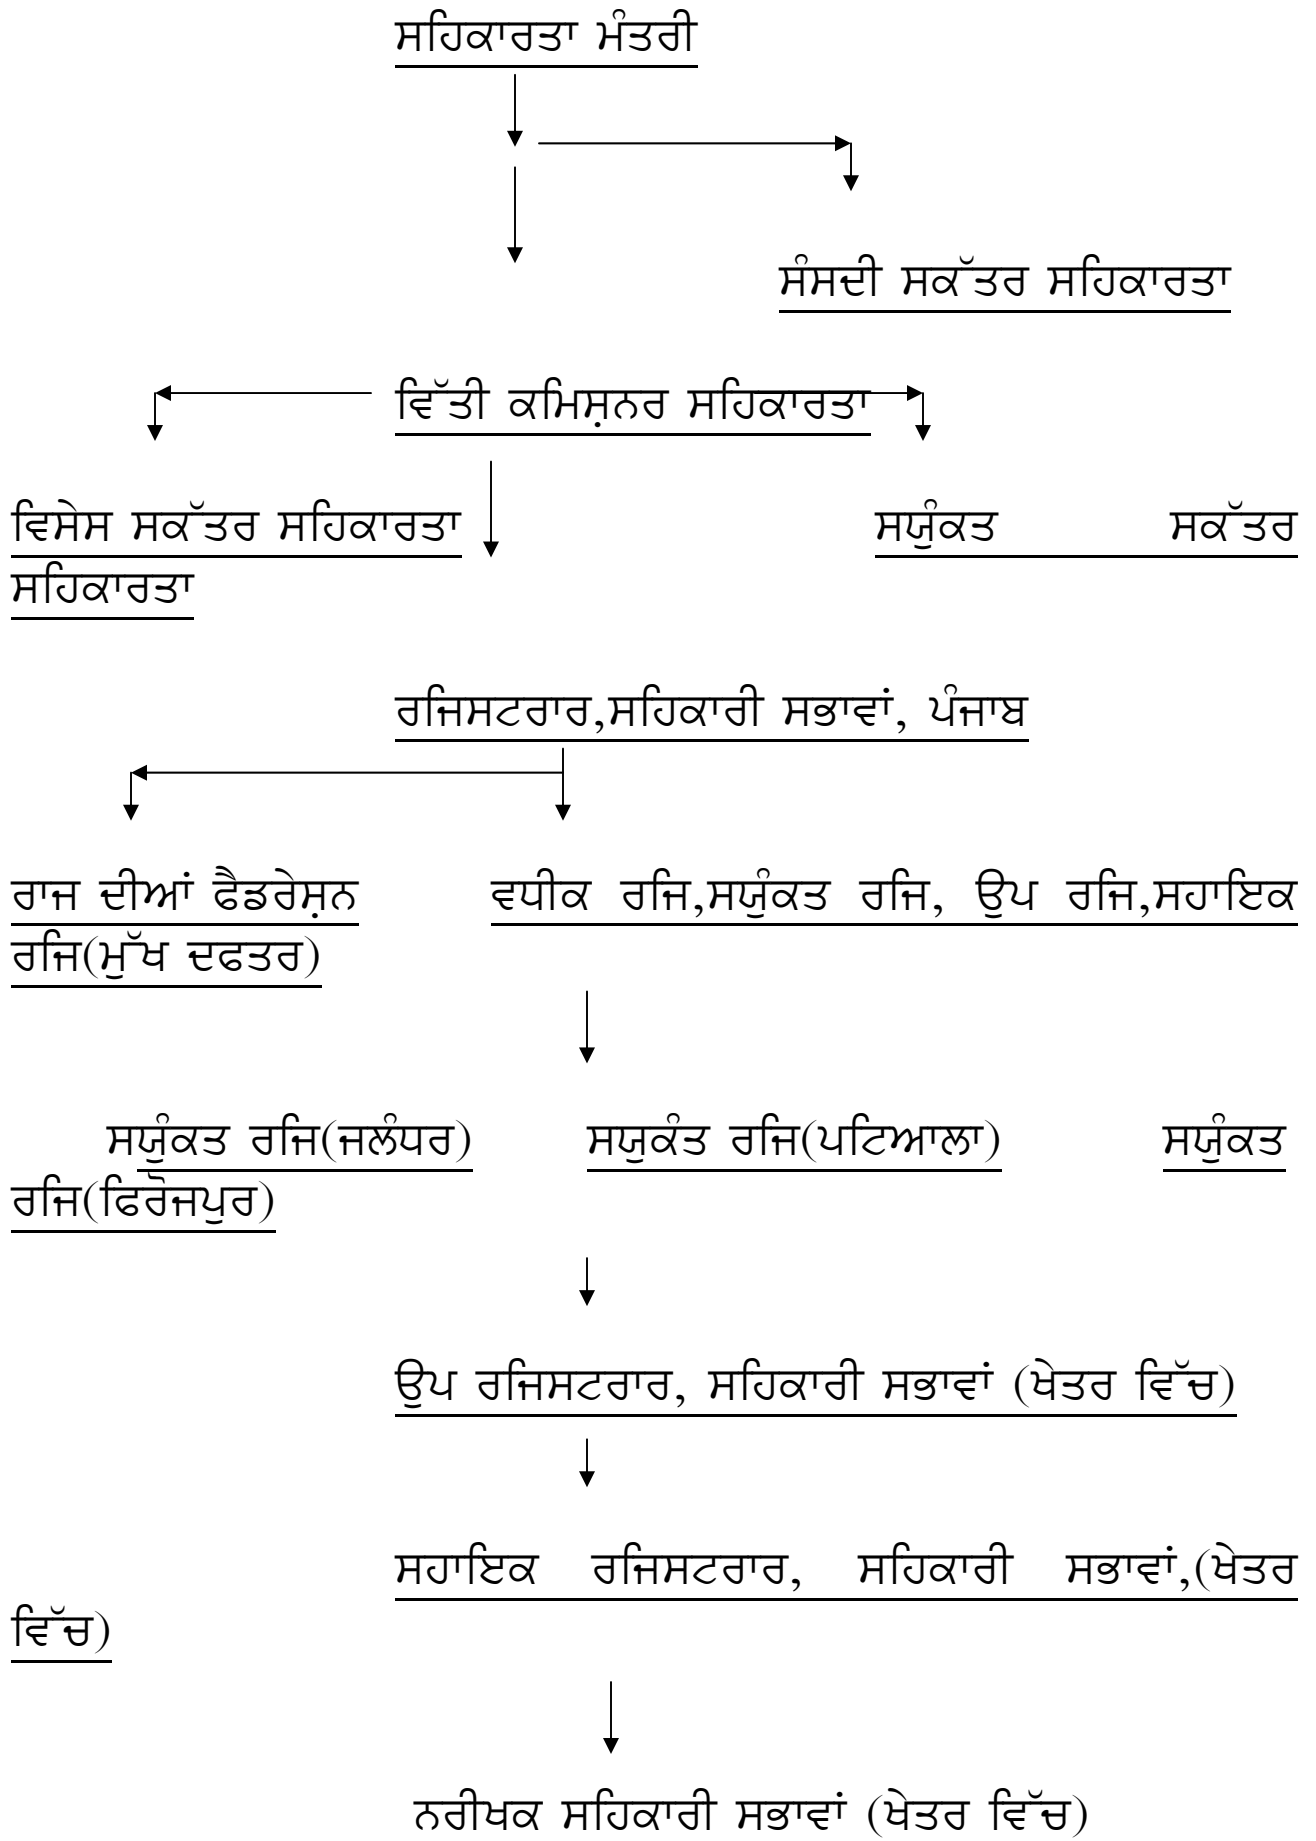 ਸਹਿਕਾਰਤਾ ਮੰਤਰੀ
ਸੰਸਦੀ ਸਕੱਤਰ ਸਹਿਕਾਰਤਾ
ਵਿੱਤੀ ਕਮਿਸ਼ਨਰ ਸਹਿਕਾਰਤਾ
ਵਿਸੇਸ ਸਕੱਤਰ ਸਹਿਕਾਰਤਾ ਸਯੁੰਕਤ ਸਕੱਤਰ
ਸਹਿਕਾਰਤਾ
ਰਜਿਸਟਰਾਰ,ਸਹਿਕਾਰੀ ਸਭਾਵਾਂ, ਪੰਜਾਬ
ਰਾਜ ਦੀਆਂ ਫੈਡਰੇਸ਼ਨ ਵਧੀਕ ਰਜਿ,ਸਯੁੰਕਤ ਰਜਿ, ਉਪ ਰਜਿ,ਸਹਾਇਕ
ਰਜਿ(ਮੁੱਖ ਦਫਤਰ)
ਸਯੁੰਕਤ ਰਜਿ(ਜਲੰਧਰ) ਸਯੁਕੰਤ ਰਜਿ(ਪਟਿਆਲਾ) ਸਯੁੰਕਤ
ਰਜਿ(ਫਿਰੋਜਪੁਰ)
ਉਪ ਰਜਿਸਟਰਾਰ, ਸਹਿਕਾਰੀ ਸਭਾਵਾਂ (ਖੇਤਰ ਵਿੱਚ)
ਸਹਾਇਕ ਰਜਿਸਟਰਾਰ, ਸਹਿਕਾਰੀ ਸਭਾਵਾਂ,(ਖੇਤਰ
ਵਿੱਚ)
ਨਰੀਖਕ ਸਹਿਕਾਰੀ ਸਭਾਵਾਂ (ਖੇਤਰ ਵਿੱਚ)